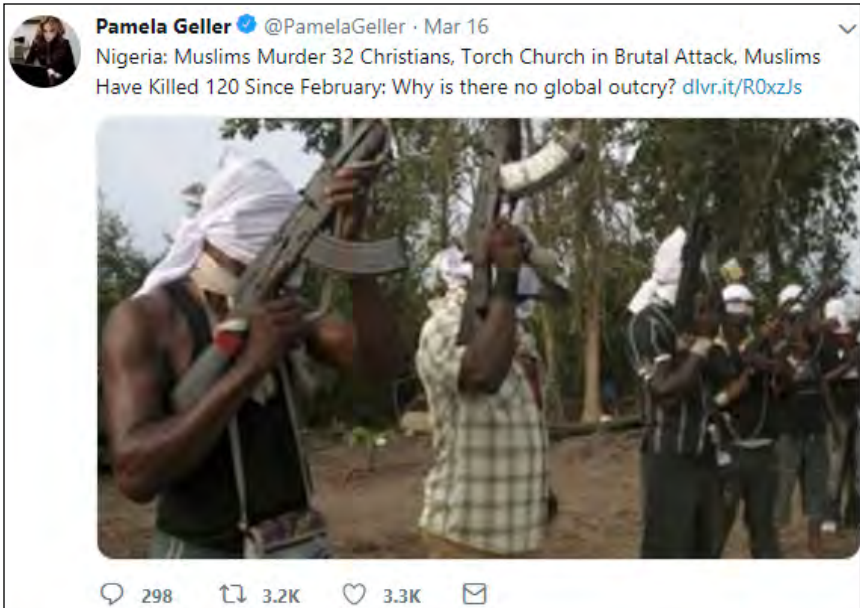 Pamela Geller @PamelaGeller · Mar 16
Nigeria: Muslims Murder 32 Christians, Torch Church in Brutal Attack, Muslims
Have Killed 120 Since February: Why is there no global outcry? dlvr.it/R0xzJs
298 3.2K 3.3K